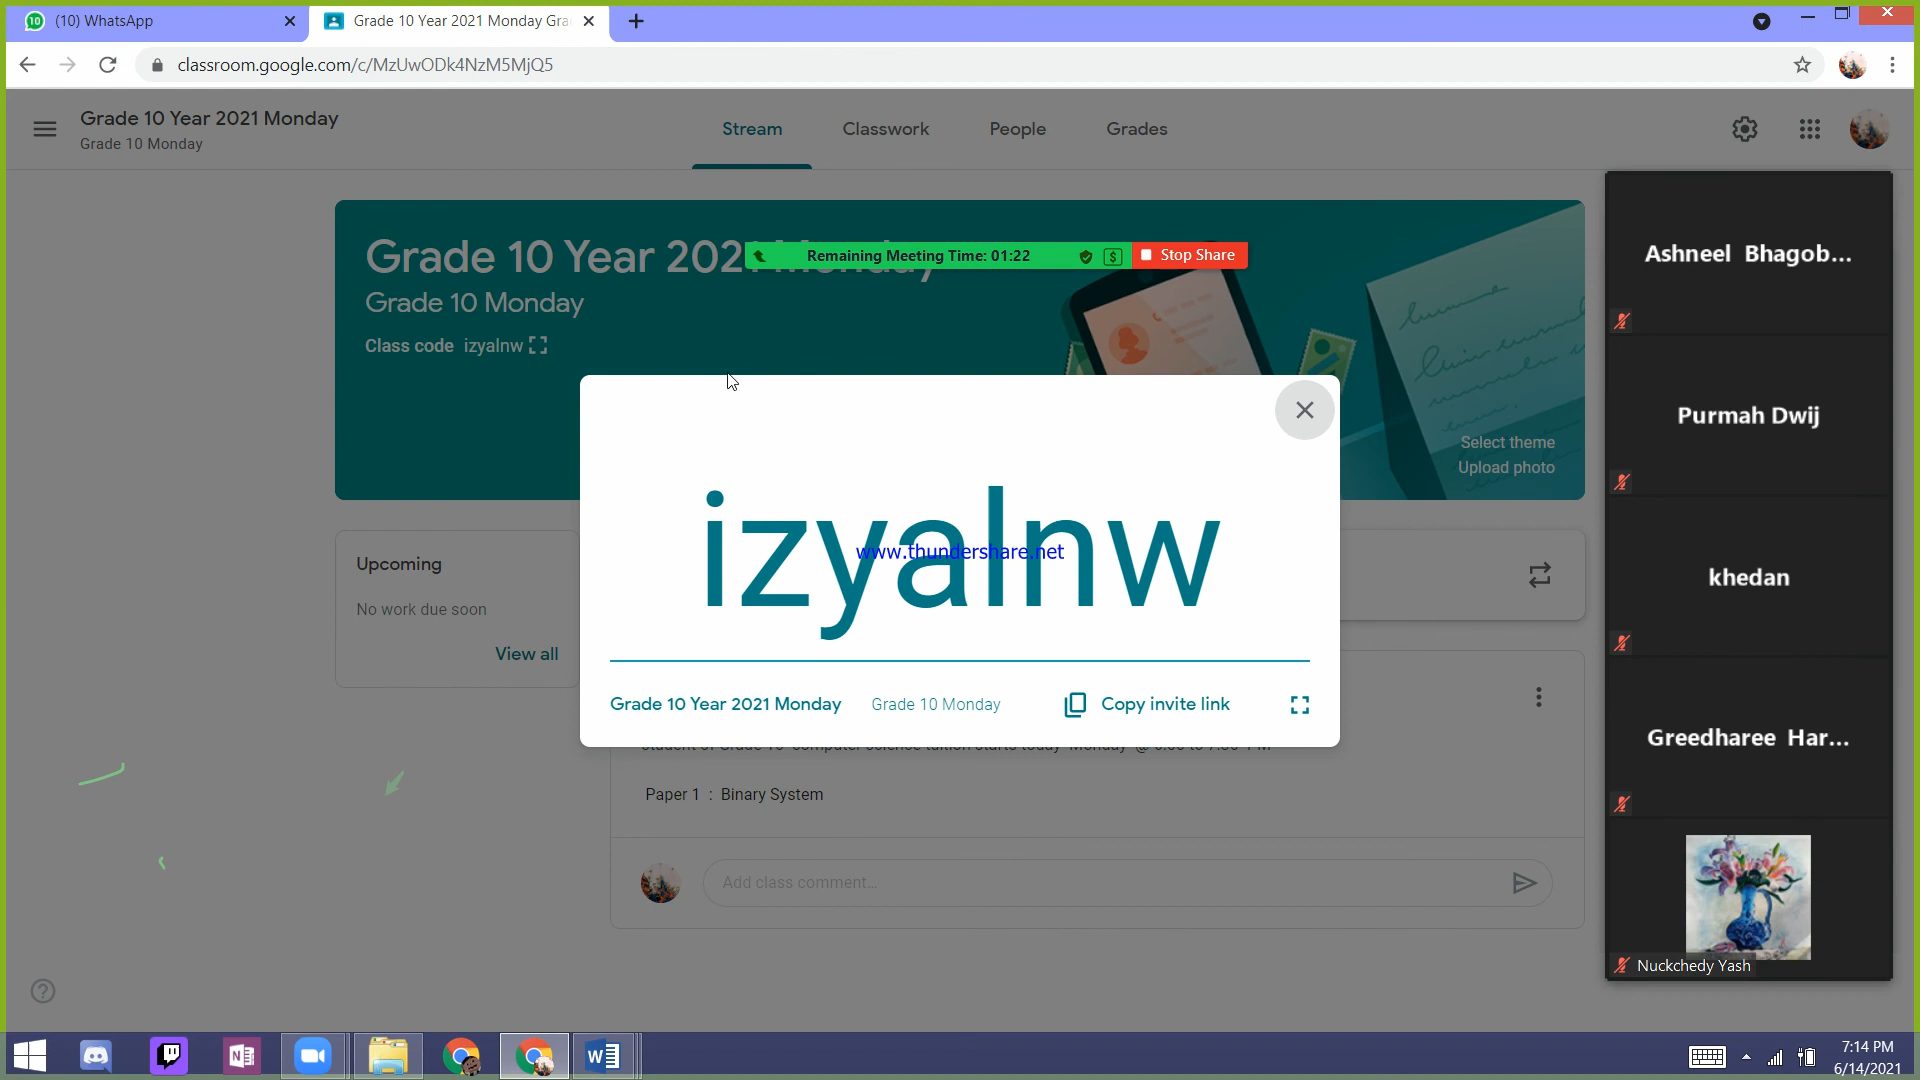 (10) WhatsApp
Grade 10 Year 2021 Monday Gra
classroom.google.com/c/MzUwODk4NzM5MjQ5
Grade 10 Year 2021 Monday
Grade 10 Monday
Stream
Classwork
People
Grades
Grade 10 Year 2021 Monday
Remaining Meeting Time: 01:22
$
Stop Share
Grade 10 Monday
Class code izyalnw
Select theme
Upload photo
izyalnw
www.thundershare.net
Grade 10 Year 2021 Monday
Grade 10 Monday
Copy invite link
Upcoming
No work due soon
View all
Paper 1 : Binary System
Add class comment...
Ashneel Bhagob...
Purmah Dwij
khedan
Greedharee Har...
Nuckchedy Yash
7:14 PM
6/14/2021